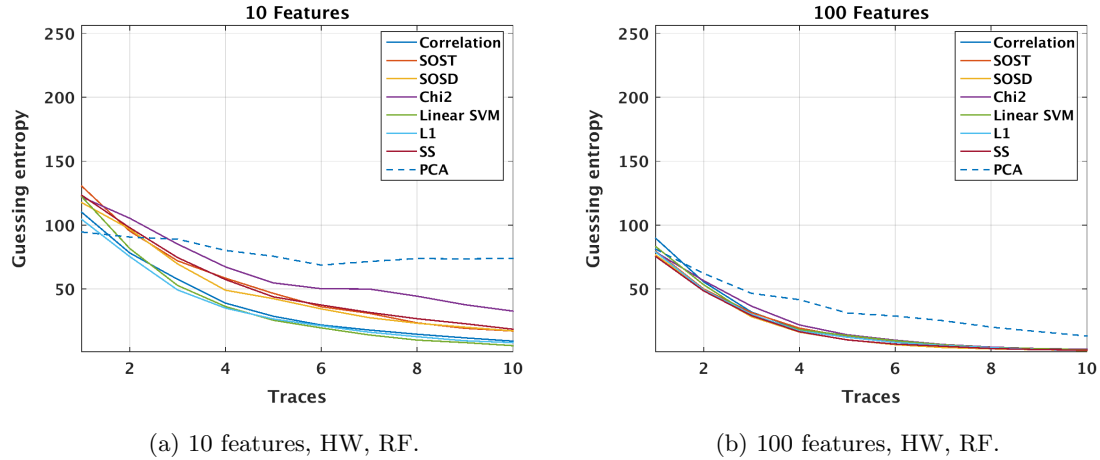 10 Features
250
200
150
100
50
2 4 6 8 10
Guessing entropy
Traces
Correlation
SOST
SOSD
Chi2
Linear SVM
L1
SS
PCA
(a) 10 features, HW, RF.
100 Features
250
200
150
100
50
2 4 6 8 10
Guessing entropy
Traces
Correlation
SOST
SOSD
Chi2
Linear SVM
L1
SS
PCA
(b) 100 features, HW, RF.